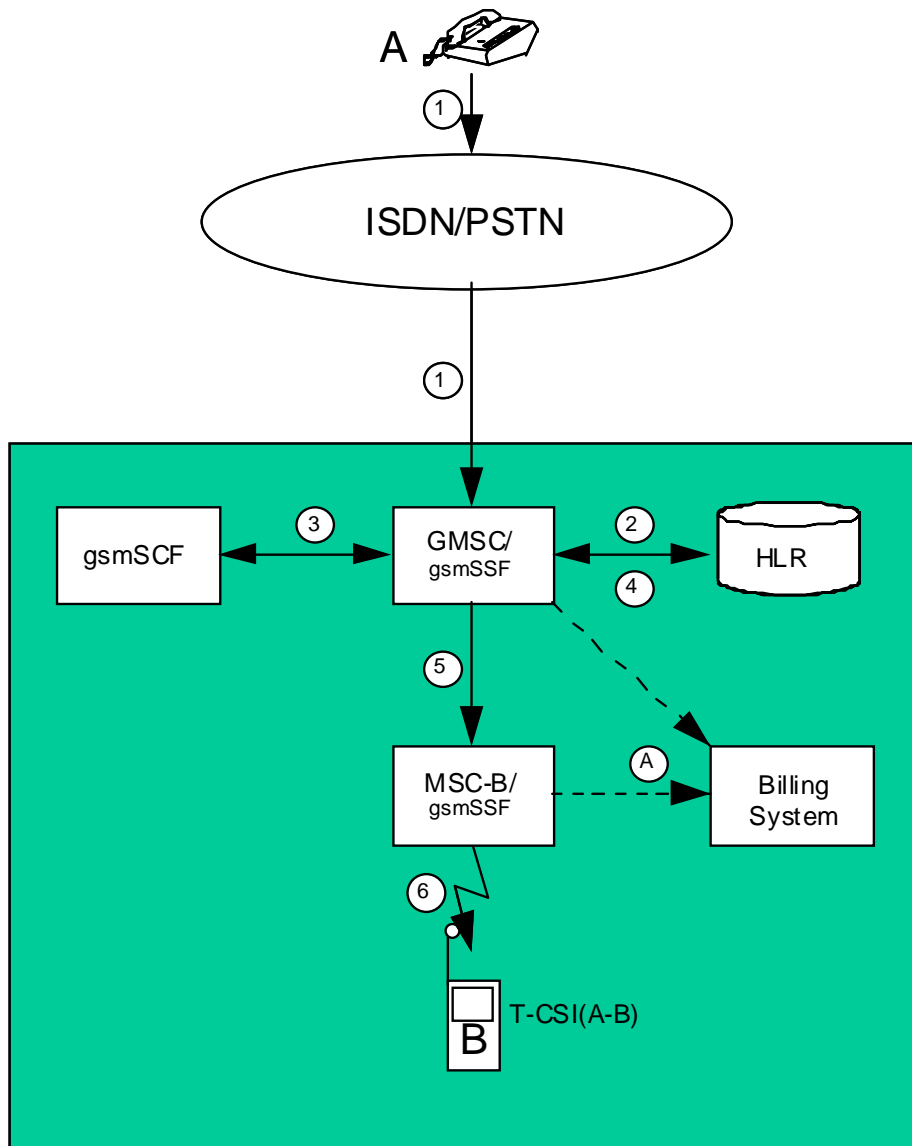 A
1
ISDN/PSTN
1
gsmSCF
3
GMSC/
gsmSSF
2
4
HLR
5
MSC-B/
gsmSSF
A
Billing
System
6
B
T-CSI(A-B)